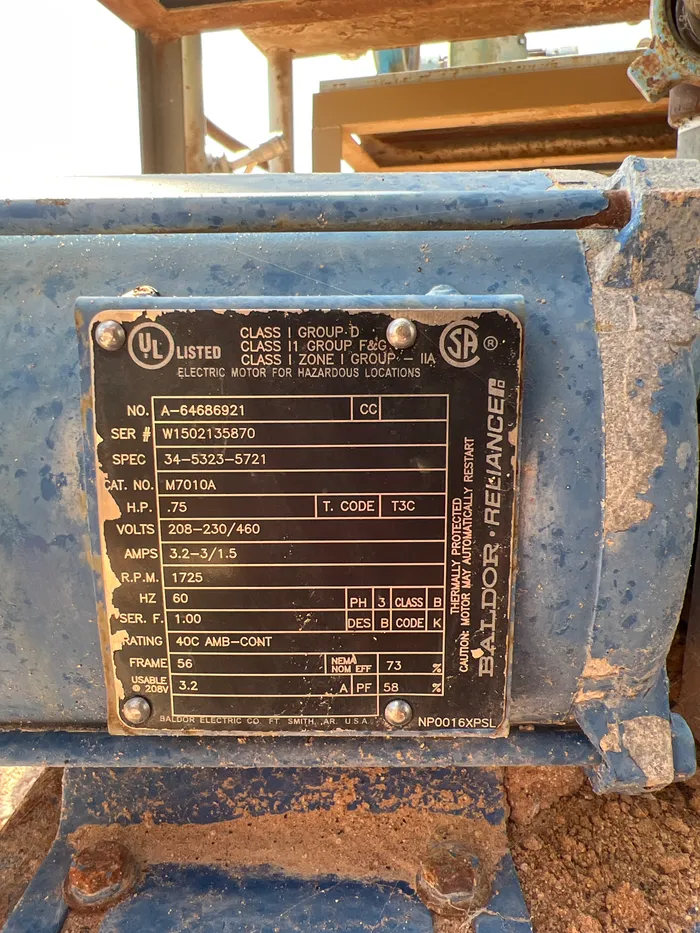 UL LISTED
CLASS I GROUP D
CLASS II GROUP F&G
CLASS I ZONE I GROUP - IIA
ELECTRIC MOTOR FOR HAZARDOUS LOCATIONS
SA ®
NO. A-64686921 CC
SER # W1502135870
SPEC 34-5323-5721
CAT. NO. M7010A
H.P. .75 T. CODE T3C
VOLTS 208-230/460
AMPS 3.2-3/1.5
R.P.M. 1725
HZ 60 PH 3 CLASS B
SER. F. 1.00 DES B CODE K
RATING 40C AMB-CONT
FRAME 56 NEMA NOM EFF 73 %
USABLE @ 208V 3.2 A PF 58 %
BALDOR ELECTRIC CO. FT. SMITH, AR. U.S.A.
NP0016XPSL
THERMALLY PROTECTED
CAUTION: MOTOR MAY AUTOMATICALLY RESTART
BALDOR · RELIANCER